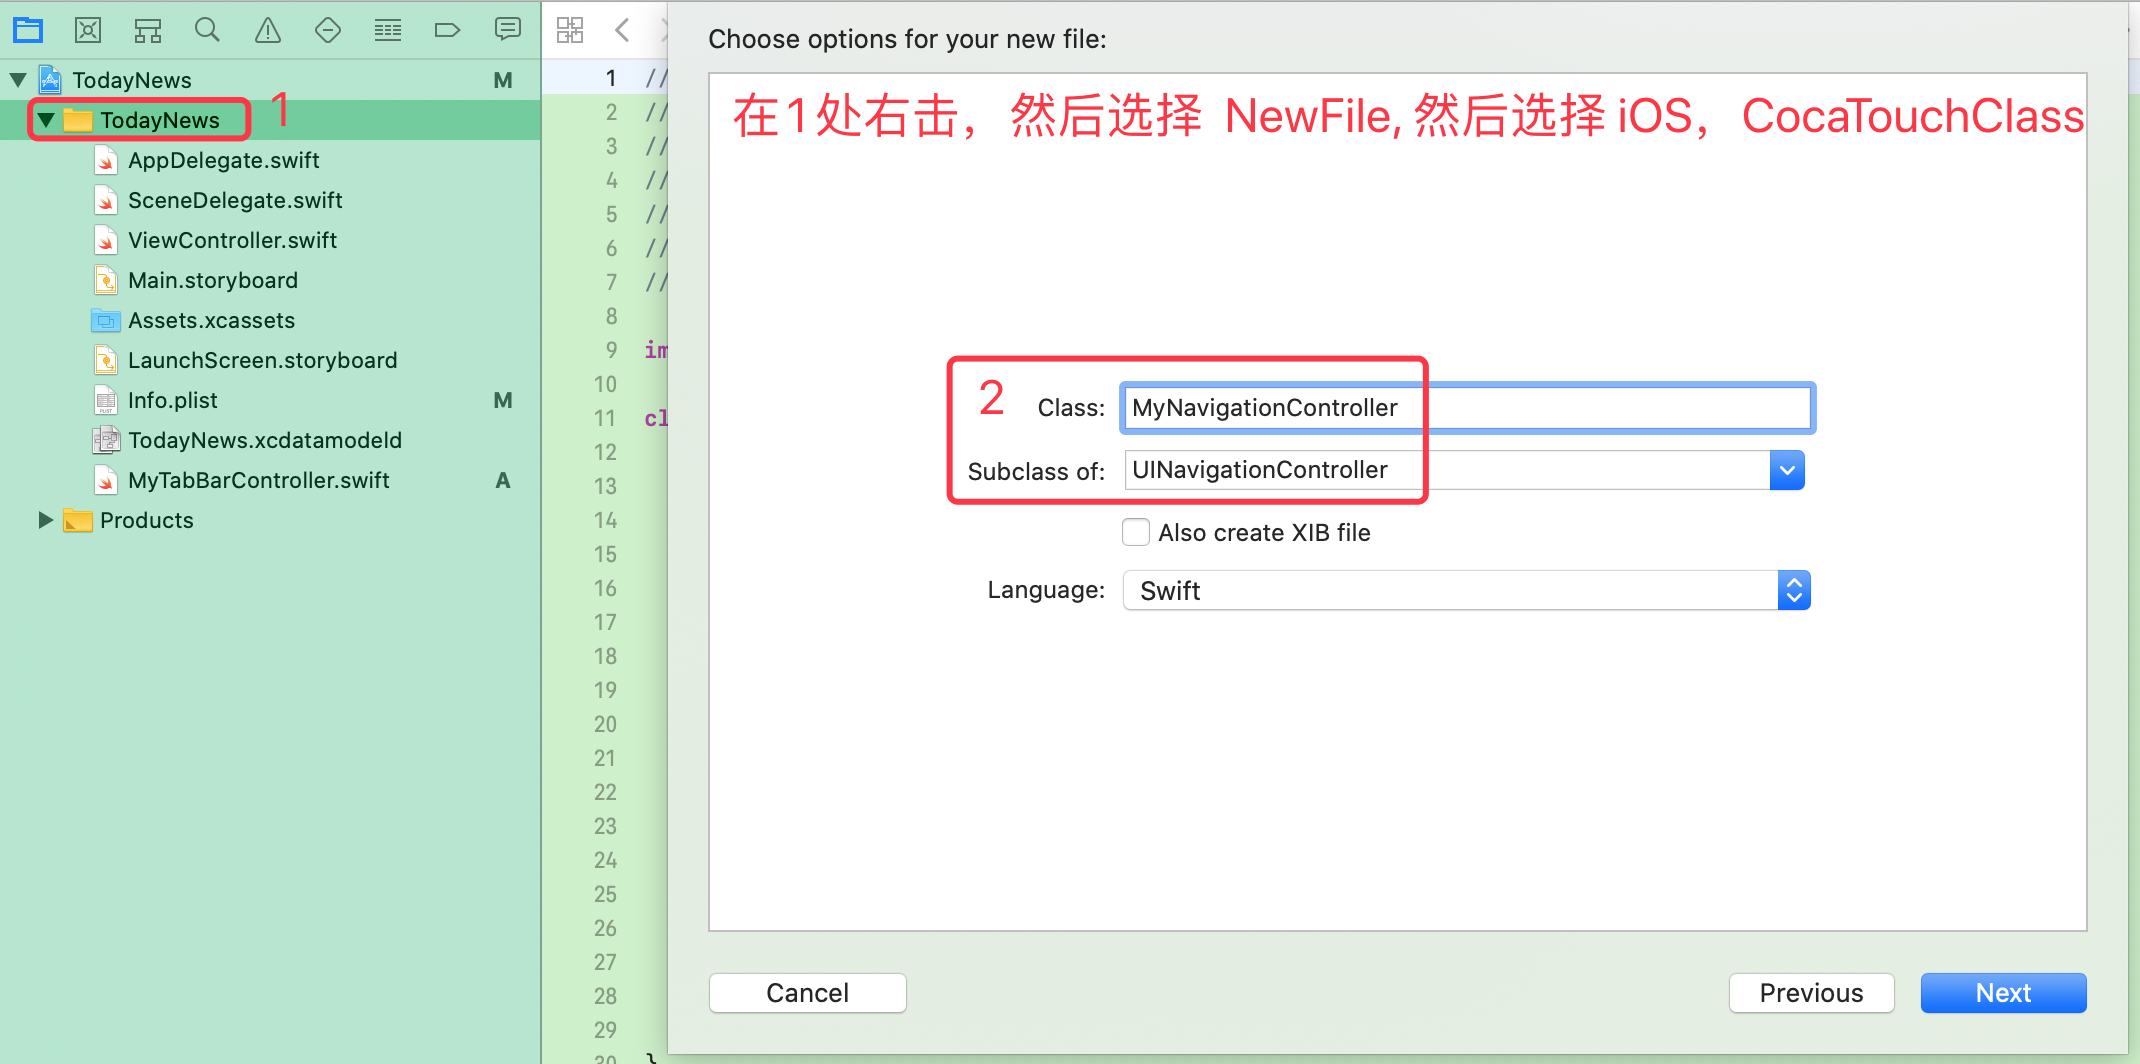 TodayNews M
TodayNews 1
AppDelegate.swift
SceneDelegate.swift
ViewController.swift
Main.storyboard
Assets.xcassets
LaunchScreen.storyboard
Info.plist M
TodayNews.xcdatamodeld
MyTabBarController.swift A
Products
1 //
2 //
3 //
4 //
5 //
6 //
7 //
8
9 im
10
11 cl
12
13
14
15
16
17
18
19
20
21
22
23
24
25
26
27
28
29
30 }
Choose options for your new file:
在1处右击，然后选择 NewFile, 然后选择 iOS，CocaTouchClass
2 Class: MyNavigationController
Subclass of: UINavigationController
Also create XIB file
Language: Swift
Cancel Previous Next